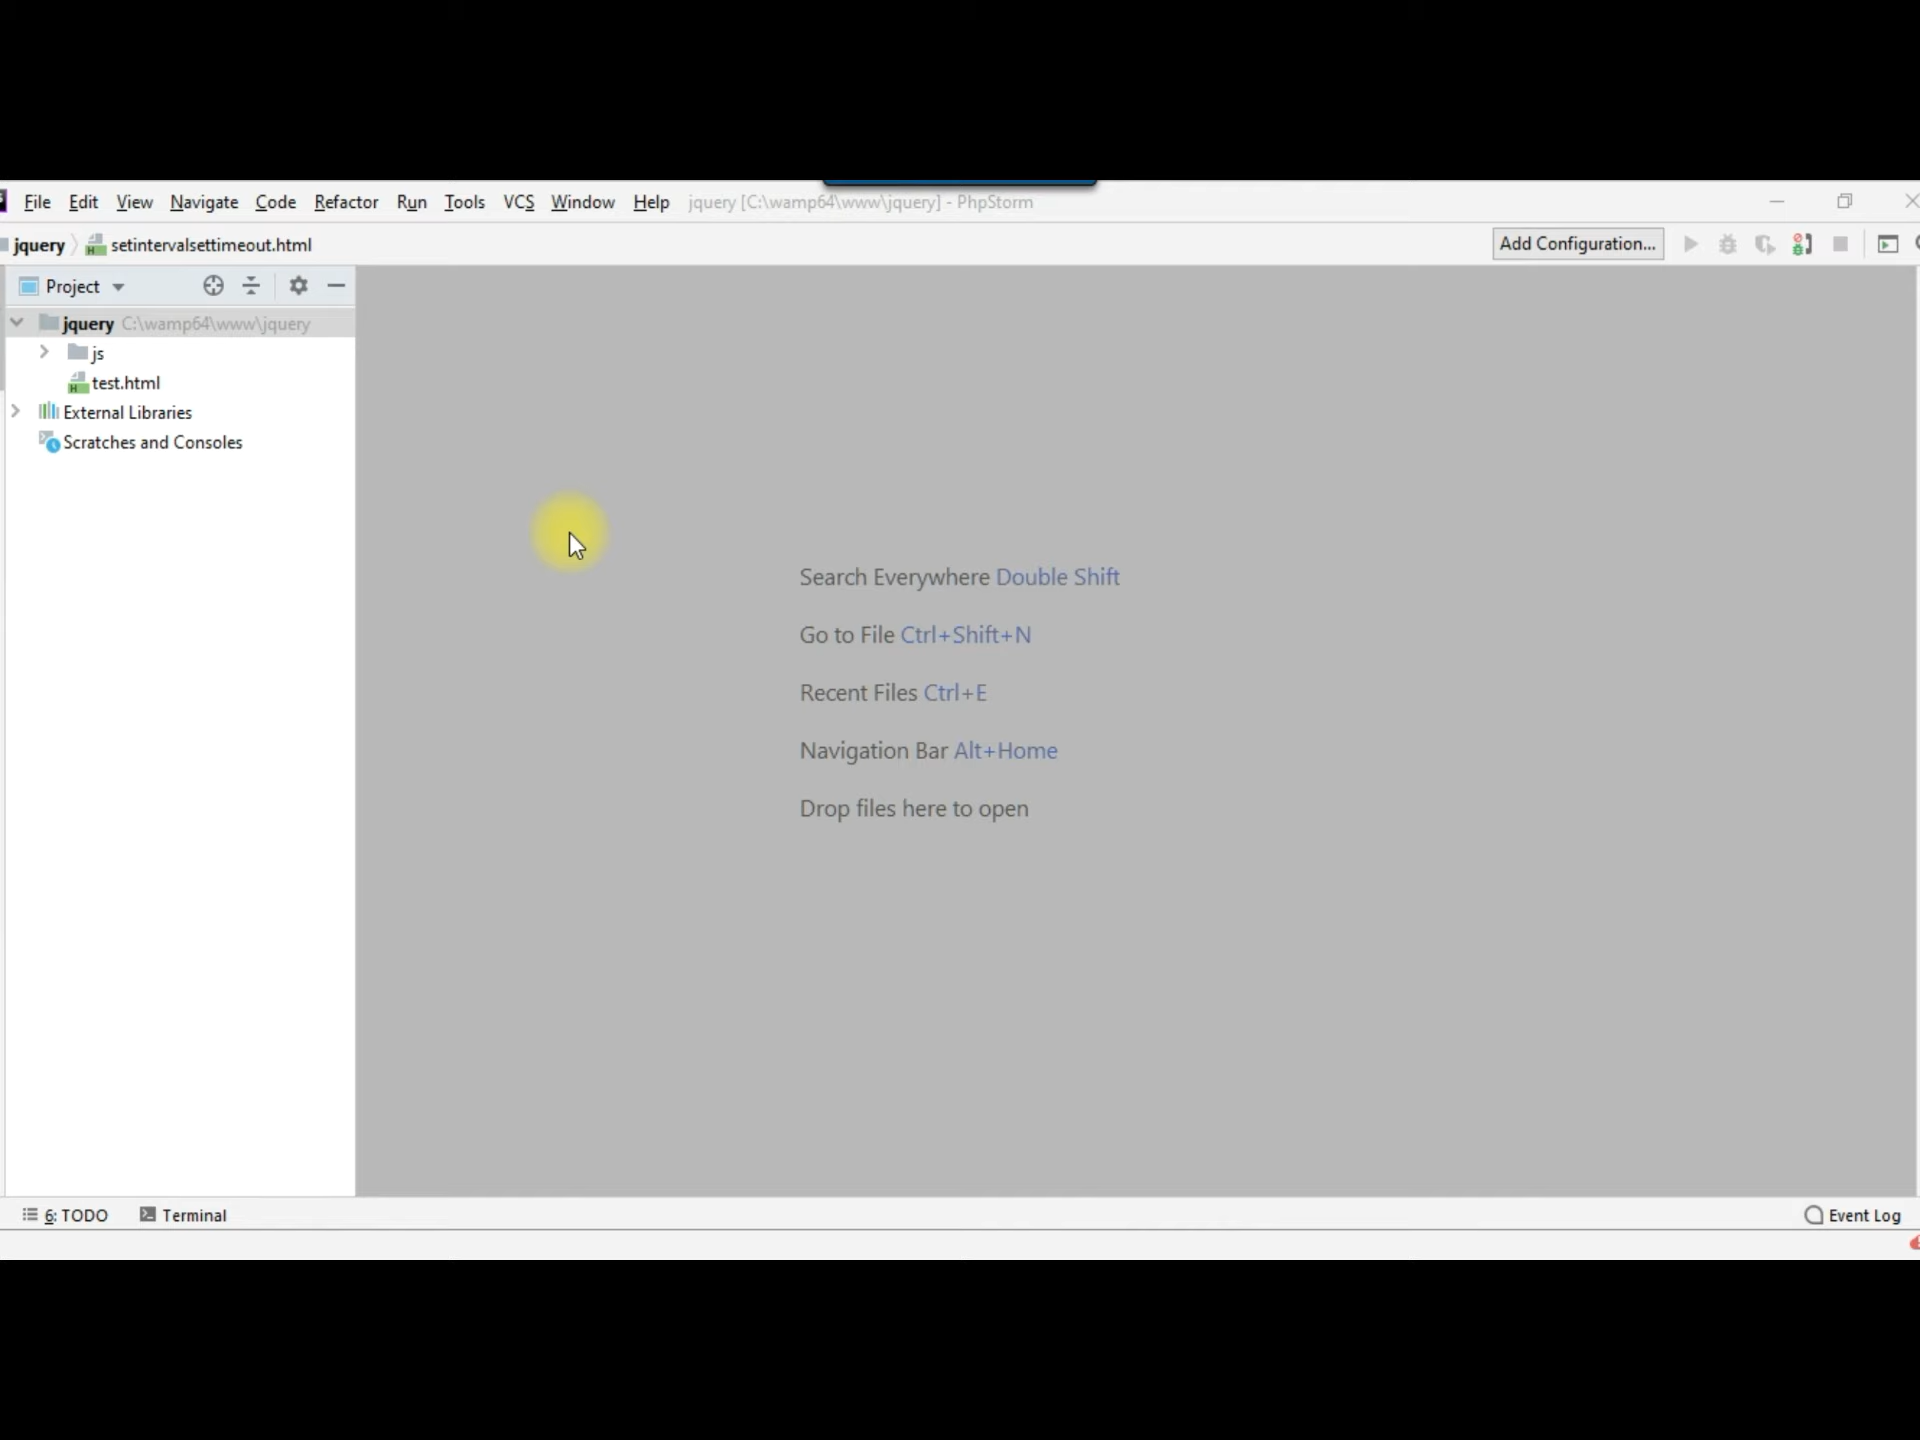 File Edit View Navigate Code Refactor Run Tools VCS Window Help jquery [C:\wamp64\www\jquery] - PhpStorm
jquery setintervalsettimeout.html Add Configuration...
Project
jquery C:\wamp64\www\jquery
js
test.html
External Libraries
Scratches and Consoles
Search Everywhere Double Shift
Go to File Ctrl+Shift+N
Recent Files Ctrl+E
Navigation Bar Alt+Home
Drop files here to open
6: TODO Terminal Event Log